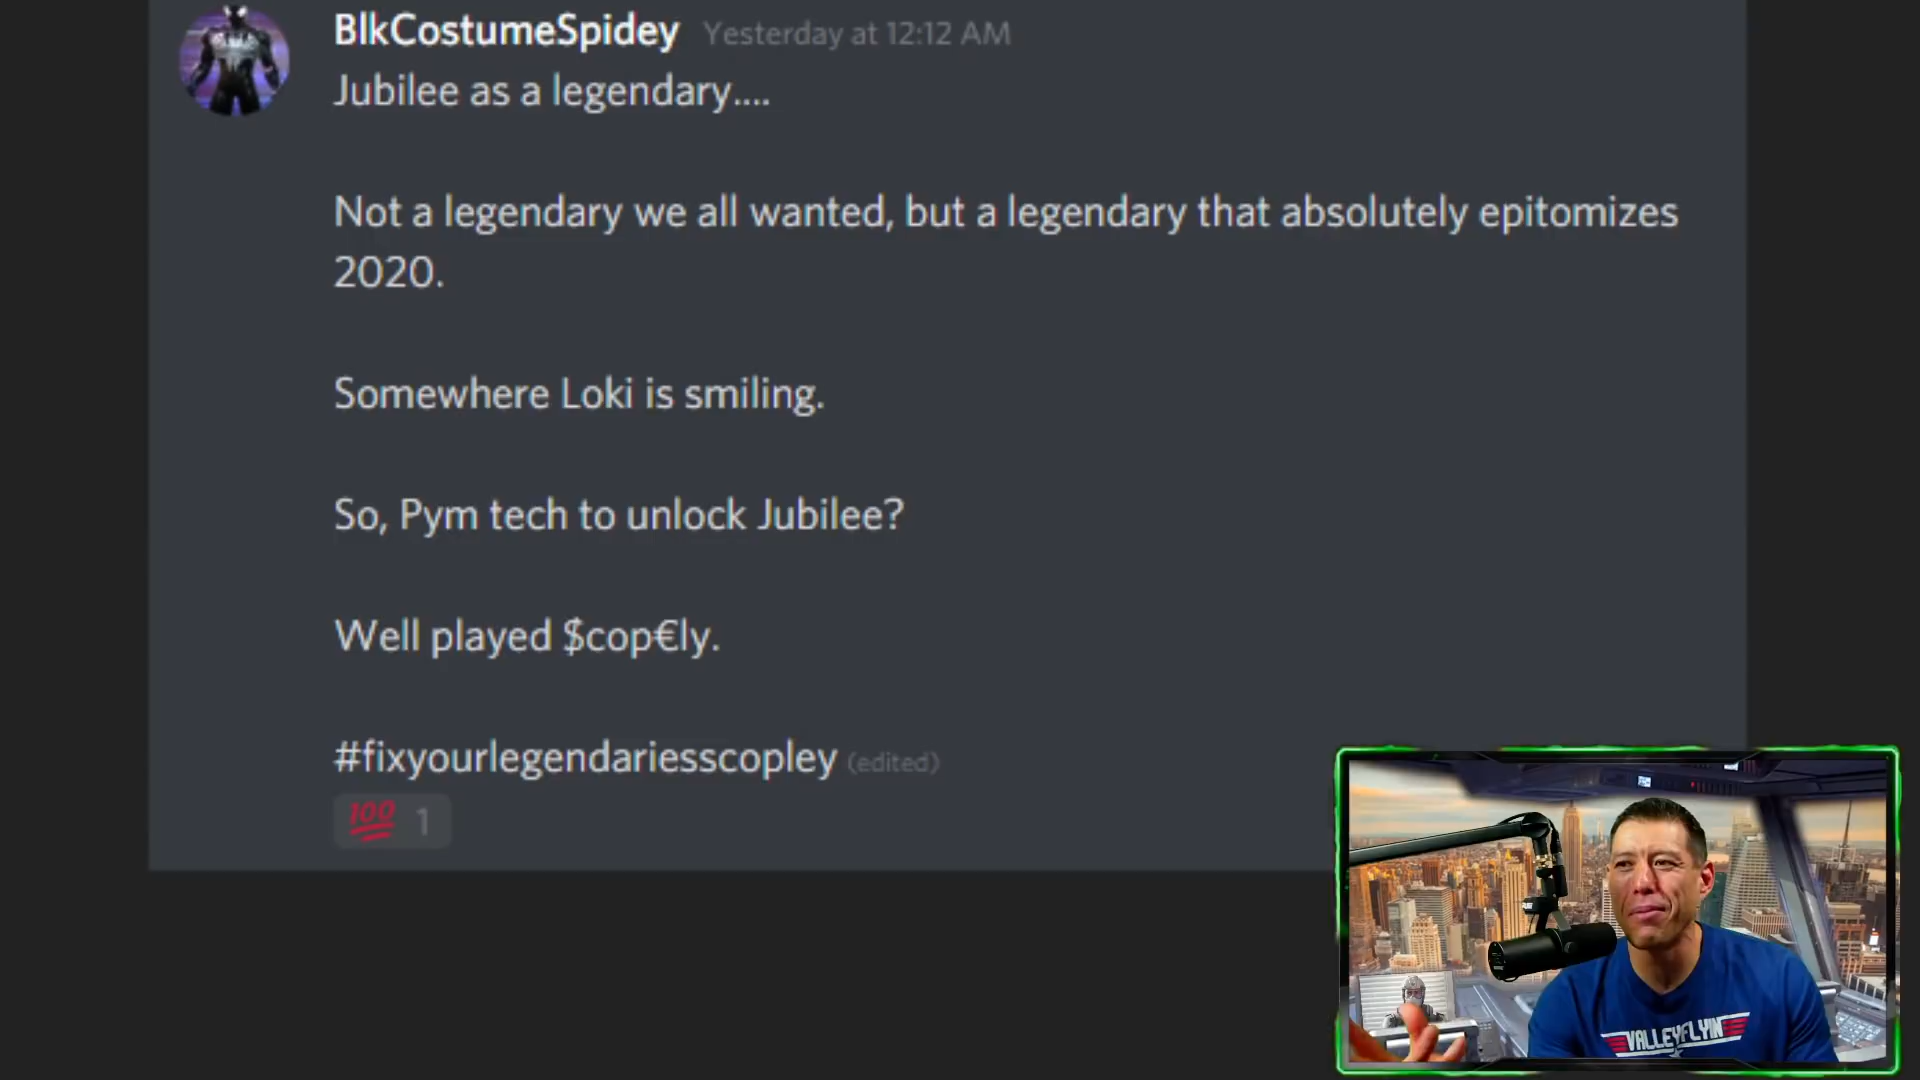 BlkCostumeSpidey Yesterday at 12:12 AM
Jubilee as a legendary....
Not a legendary we all wanted, but a legendary that absolutely epitomizes
2020.
Somewhere Loki is smiling.
So, Pym tech to unlock Jubilee?
Well played $cop€ly.
#fixyourlegendariesscopley (edited)
100 1
VALLEYFLYIN